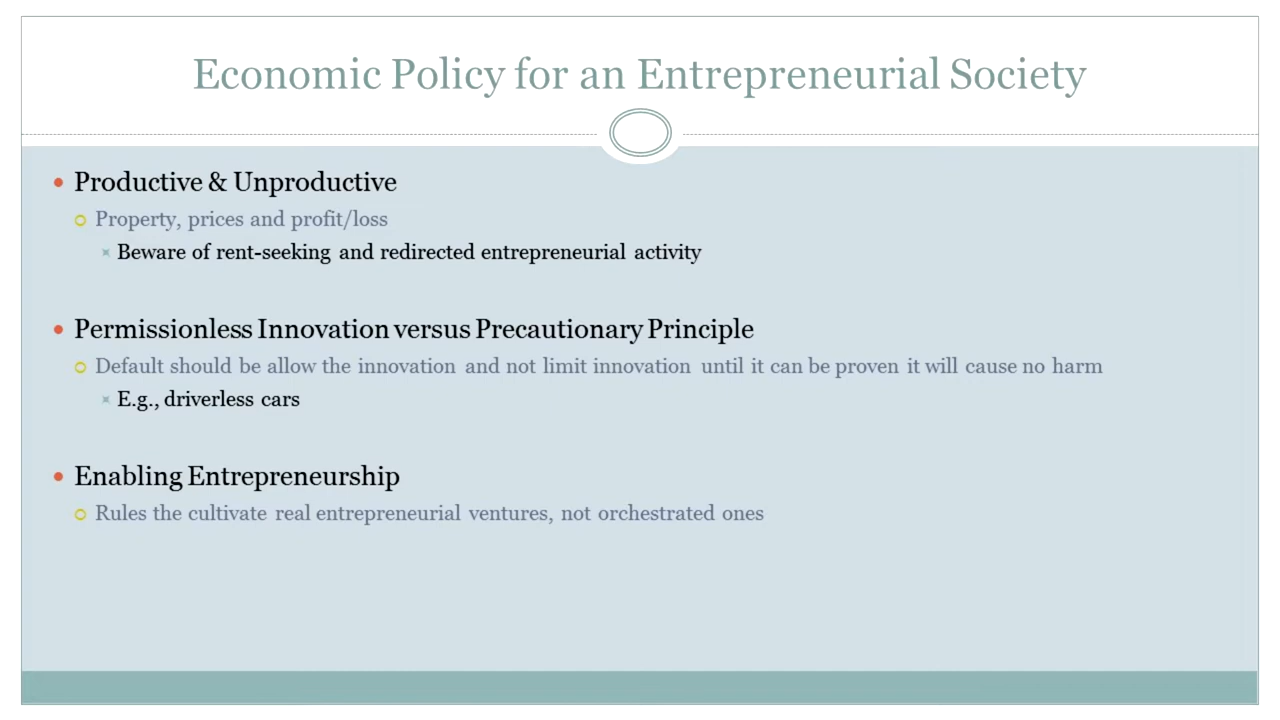 Economic Policy for an Entrepreneurial Society
Productive & Unproductive
Property, prices and profit/loss
Beware of rent-seeking and redirected entrepreneurial activity
Permissionless Innovation versus Precautionary Principle
Default should be allow the innovation and not limit innovation until it can be proven it will cause no harm
E.g., driverless cars
Enabling Entrepreneurship
Rules the cultivate real entrepreneurial ventures, not orchestrated ones